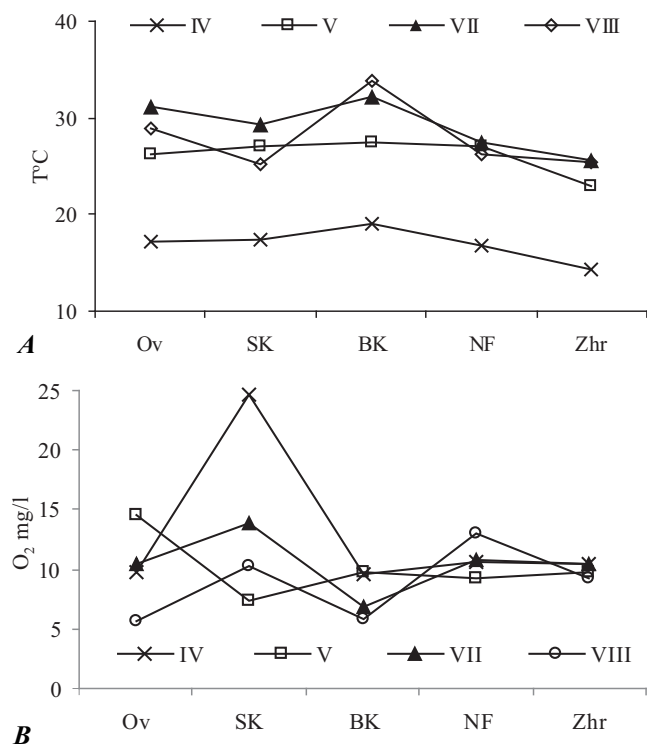 40
IV V VII VIII
30
T°C
20
10
Ov SK BK NF Zhr
A
25
20
15
O₂ mg/l
10
5
IV V VII VIII
0
Ov SK BK NF Zhr
B